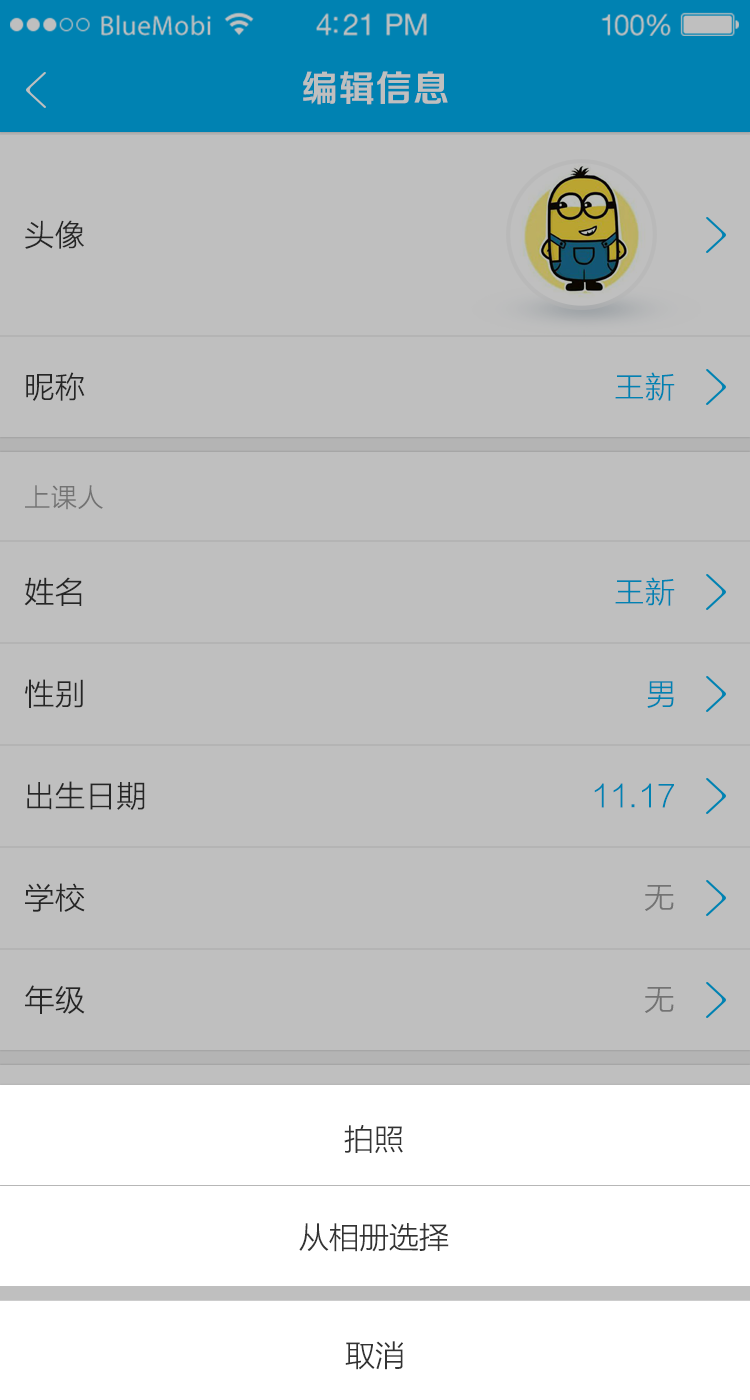 BlueMobi 4:21 PM 100%
编辑信息
头像
昵称 王新
上课人
姓名 王新
性别 男
出生日期 11.17
学校 无
年级 无
拍照
从相册选择
取消